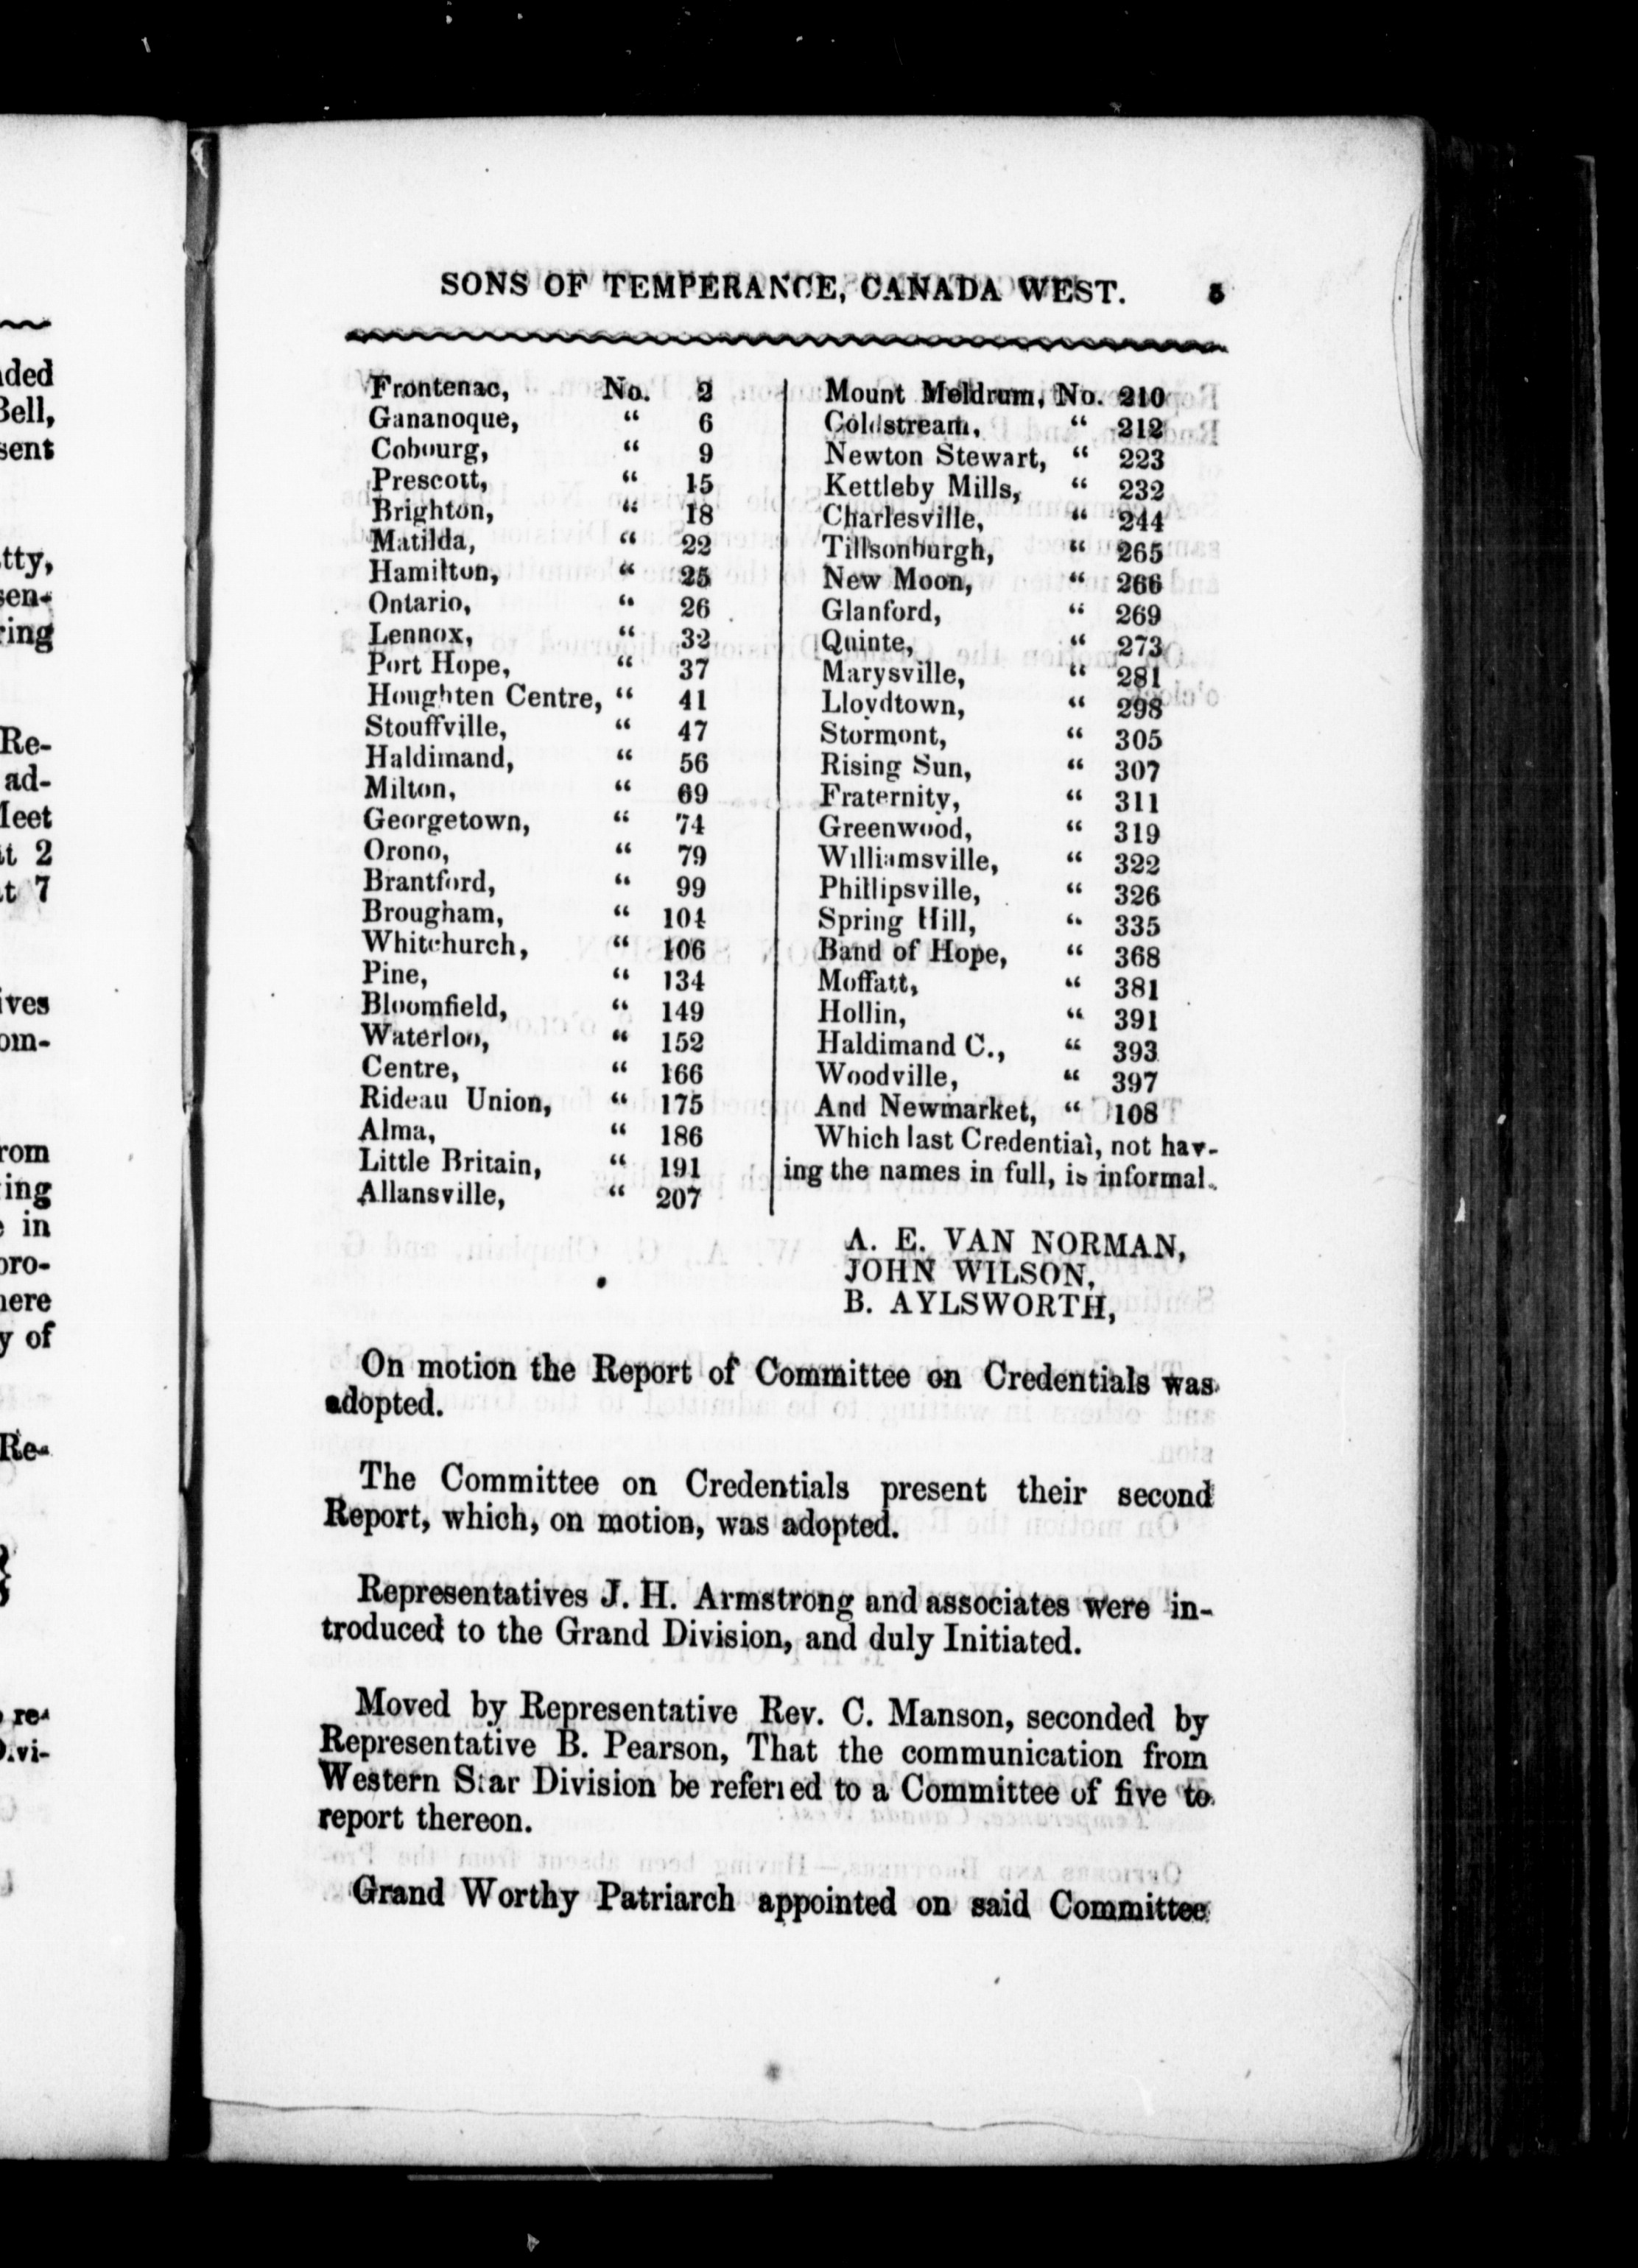 SONS OF TEMPERANCE, CANADA WEST. 5
Frontenac, No. 2
Gananoque, “ 6
Cobourg, “ 9
Prescott, “ 15
Brighton, “ 18
Matilda, “ 22
Hamilton, “ 25
Ontario, “ 26
Lennox, “ 32
Port Hope, “ 37
Houghten Centre, “ 41
Stouffville, “ 47
Haldimand, “ 56
Milton, “ 69
Georgetown, “ 74
Orono, “ 79
Brantford, “ 99
Brougham, “ 104
Whitchurch, “ 106
Pine, “ 134
Bloomfield, “ 149
Waterloo, “ 152
Centre, “ 166
Rideau Union, “ 175
Alma, “ 186
Little Britain, “ 191
Allansville, “ 207
Mount Meldrum, No. 210
Coldstream, “ 212
Newton Stewart, “ 223
Kettleby Mills, “ 232
Charlesville, “ 244
Tillsonburgh, “ 265
New Moon, “ 266
Glanford, “ 269
Quinte, “ 273
Marysville, “ 281
Lloydtown, “ 298
Stormont, “ 305
Rising Sun, “ 307
Fraternity, “ 311
Greenwood, “ 319
Williamsville, “ 322
Phillipsville, “ 326
Spring Hill, “ 335
Band of Hope, “ 368
Moffatt, “ 381
Hollin, “ 391
Haldimand C., “ 393
Woodville, “ 397
And Newmarket, “ 108
Which last Credential, not hav-
ing the names in full, is informal.
A. E. VAN NORMAN,
JOHN WILSON,
B. AYLSWORTH,
On motion the Report of Committee on Credentials was
adopted.
The Committee on Credentials present their second
Report, which, on motion, was adopted.
Representatives J. H. Armstrong and associates were in-
troduced to the Grand Division, and duly Initiated.
Moved by Representative Rev. C. Manson, seconded by
Representative B. Pearson, That the communication from
Western Star Division be referred to a Committee of five to
report thereon.
Grand Worthy Patriarch appointed on said Committee